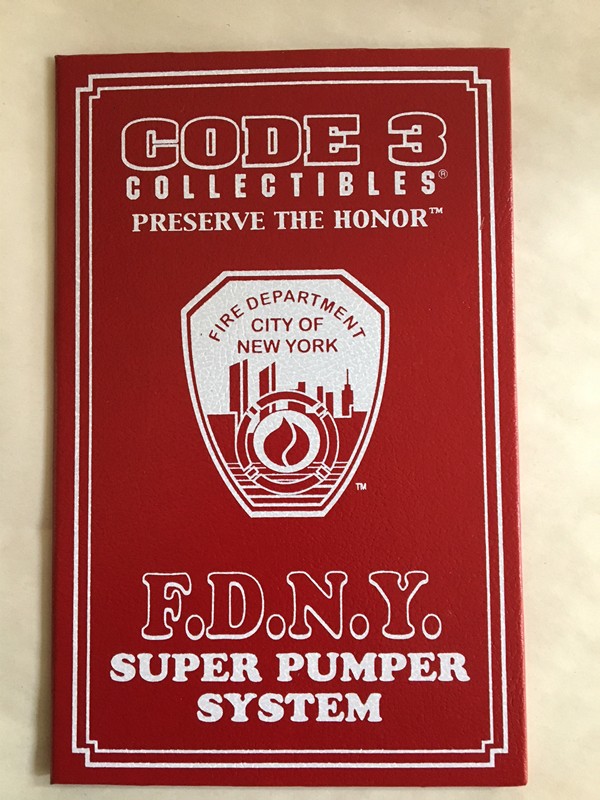 CODE 3
COLLECTIBLES®
PRESERVE THE HONOR™
FIRE DEPARTMENT
CITY OF
NEW YORK
™
F.D.N.Y.
SUPER PUMPER
SYSTEM